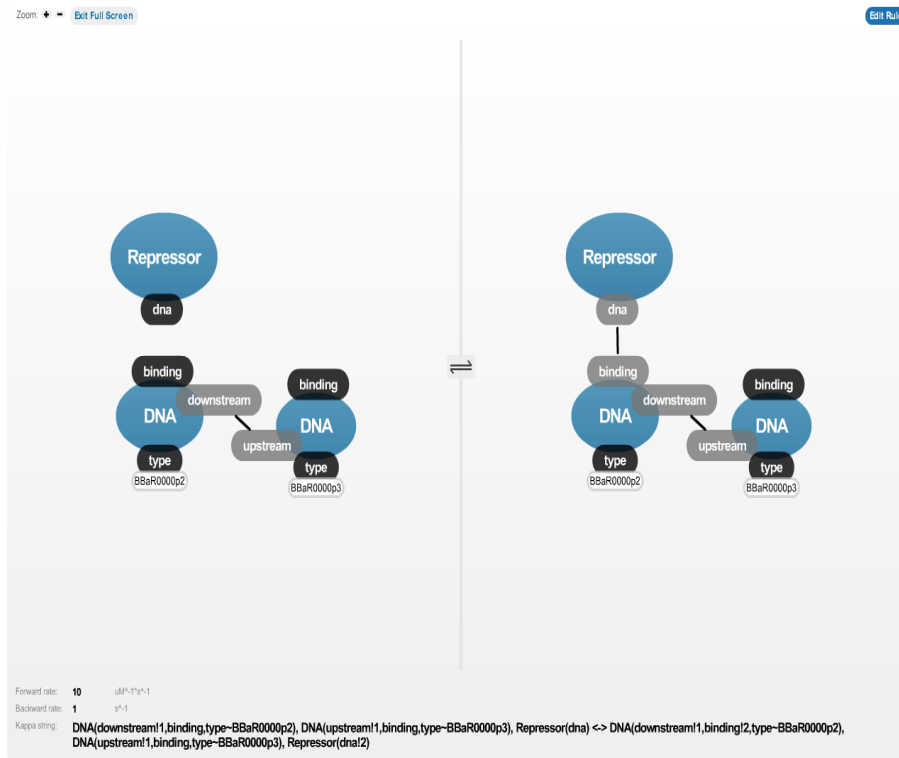 Zoom: + - Exit Full Screen
Edit Rul
Repressor Repressor
dna dna
binding binding binding binding
downstream downstream
DNA DNA DNA DNA
upstream upstream
type type type type
BBaR0000p2 BBaR0000p3 BBaR0000p2 BBaR0000p3
Forward rate: 10 uM^-1*s^-1
Backward rate: 1 s^-1
Kappa string: DNA(downstream!1,binding,type~BBaR0000p2), DNA(upstream!1,binding,type~BBaR0000p3), Repressor(dna) <-> DNA(downstream!1,binding!2,type~BBaR0000p2),
DNA(upstream!1,binding,type~BBaR0000p3), Repressor(dna!2)